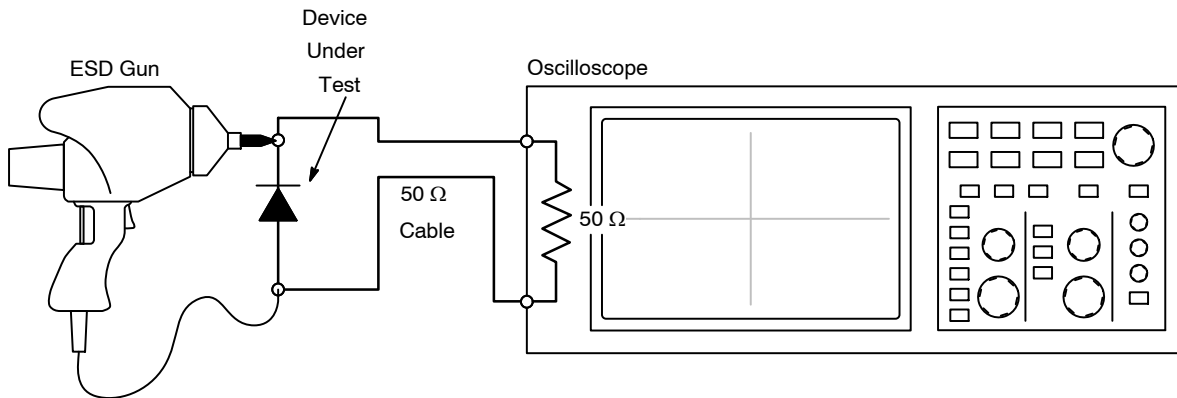 Device
Under
Test
ESD Gun
Oscilloscope
50 Ω
Cable
50 Ω